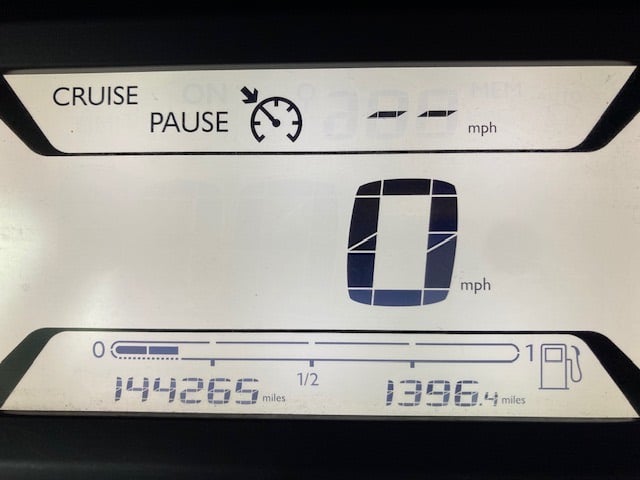 CRUISE
PAUSE -- mph
0 mph
0 1
1/2
144265 miles 1396.4 miles